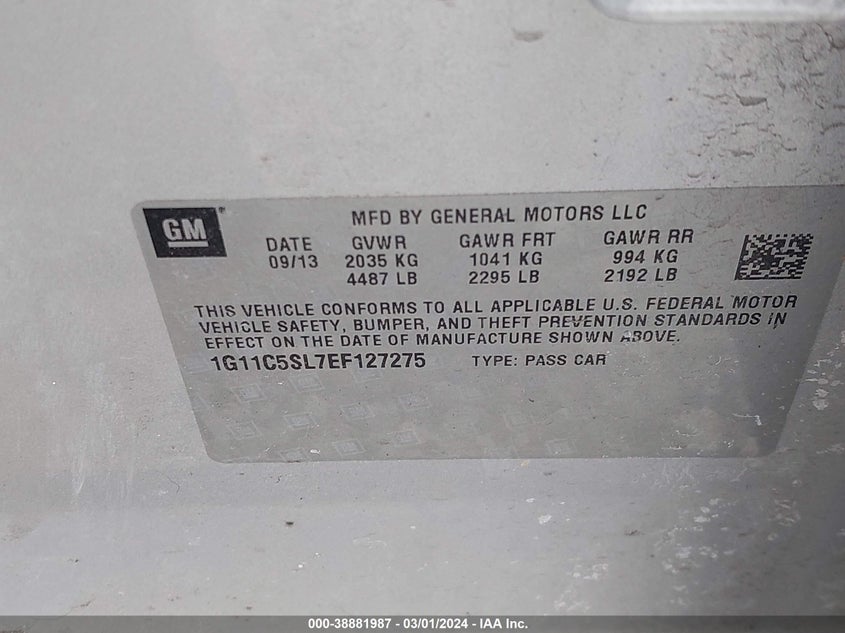 GM
MFD BY GENERAL MOTORS LLC
DATE GVWR GAWR FRT GAWR RR
09/13 2035 KG 1041 KG 994 KG
4487 LB 2295 LB 2192 LB
THIS VEHICLE CONFORMS TO ALL APPLICABLE U.S. FEDERAL MOTOR
VEHICLE SAFETY, BUMPER, AND THEFT PREVENTION STANDARDS IN
EFFECT ON THE DATE OF MANUFACTURE SHOWN ABOVE.
1G11C5SL7EF127275 TYPE: PASS CAR
000-38881987 — 03/01/2024 — IAA Inc.